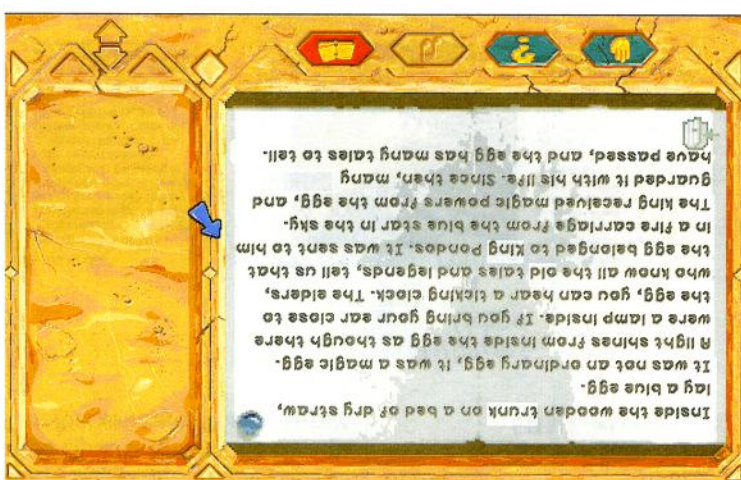 Inside the wooden trunk on a bed of dry straw,
lay a blue egg.
It was not an ordinary egg, it was a magic egg.
A light shines from inside the egg as though there
were a lamp inside. If you bring your ear close to
the egg, you can hear a ticking clock. The elders,
who know all the old tales and legends, tell us that
the egg belonged to King Pondos. It was sent to him
in a fire carriage from the blue star in the sky.
The king received magic powers from the egg, and
guarded it with his life. Since then, many
have passed, and the egg has many tales to tell.